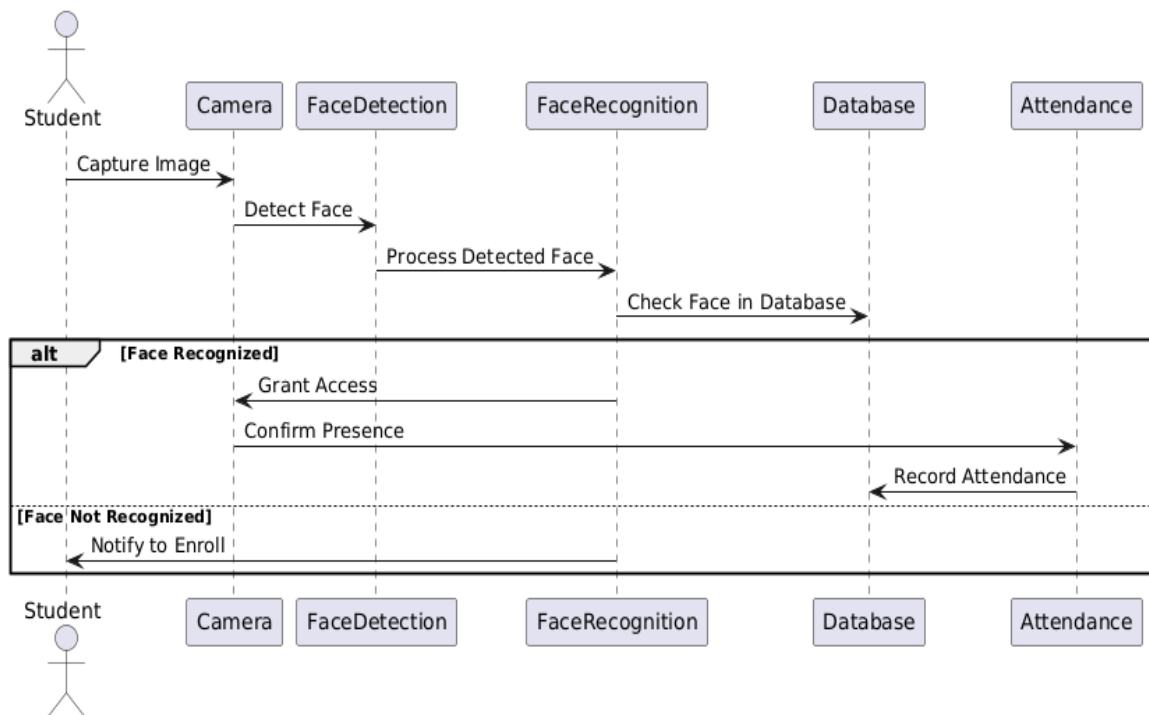 Student
Camera
FaceDetection
FaceRecognition
Database
Attendance
Capture Image
Detect Face
Process Detected Face
Check Face in Database
alt
[Face Recognized]
Grant Access
Confirm Presence
Record Attendance
[Face Not Recognized]
Notify to Enroll
Student
Camera
FaceDetection
FaceRecognition
Database
Attendance